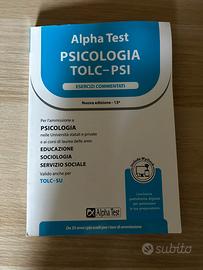 Alpha Test
PSICOLOGIA
TOLC-PSI
ESERCIZI COMMENTATI
Nuova edizione - 13ª
Per l'ammissione a
PSICOLOGIA
nelle Università statali e private
e ai corsi di laurea delle aree:
EDUCAZIONE
SOCIOLOGIA
SERVIZIO SOCIALE
Valido anche per
TOLC-SU
Alpha Test
subito